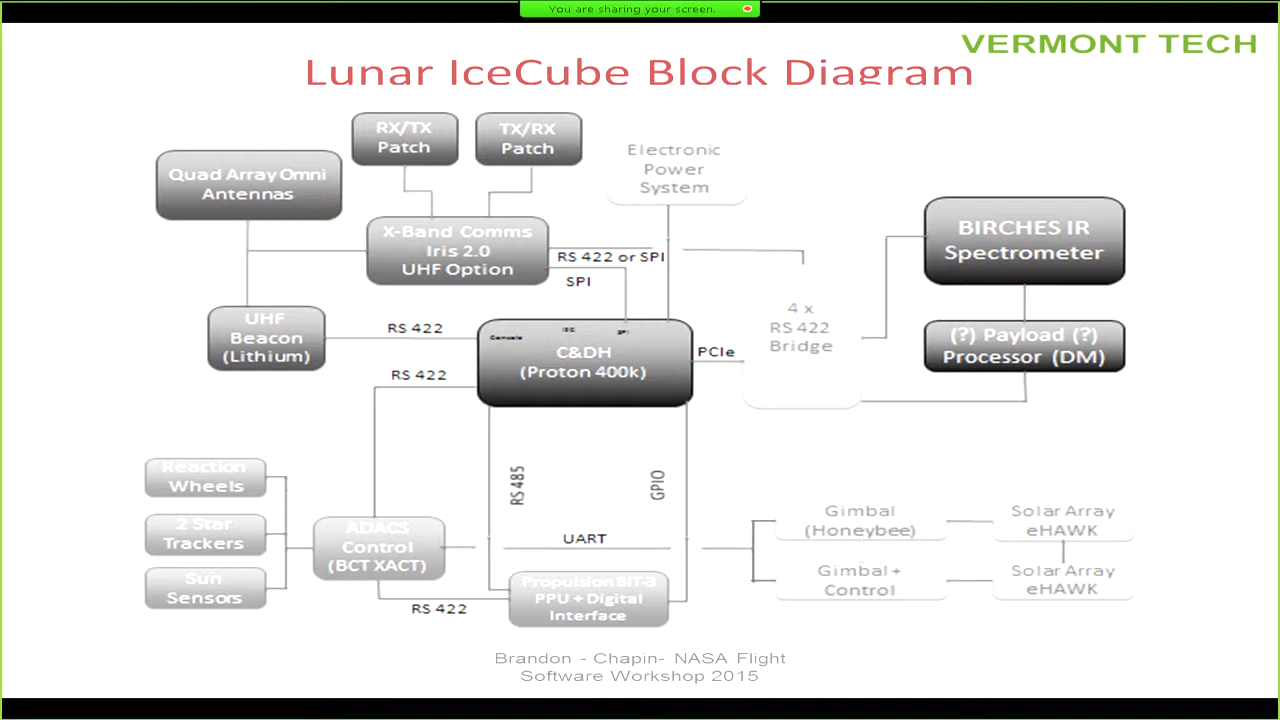 You are sharing your screen.
VERMONT TECH
Lunar IceCube Block Diagram
RX/TX
Patch
TX/RX
Patch
Electronic
Power
System
Quad Array Omni
Antennas
X-Band Comms
Iris 2.0
UHF Option
RS 422 or SPI
SPI
BIRCHES IR
Spectrometer
UHF
Beacon
(Lithium)
RS 422
Console
SPI
C&DH
(Proton 400k)
PCIe
4 x
RS 422
Bridge
(?) Payload (?)
Processor (DM)
RS 422
RS 485
GPIO
Reaction
Wheels
2 Star
Trackers
Sun
Sensors
ADACS
Control
(BCT XACT)
UART
RS 422
Propulsion BIT-3
PPU + Digital
Interface
Gimbal
(Honeybee)
Solar Array
eHAWK
Gimbal +
Control
Solar Array
eHAWK
Brandon - Chapin- NASA Flight
Software Workshop 2015